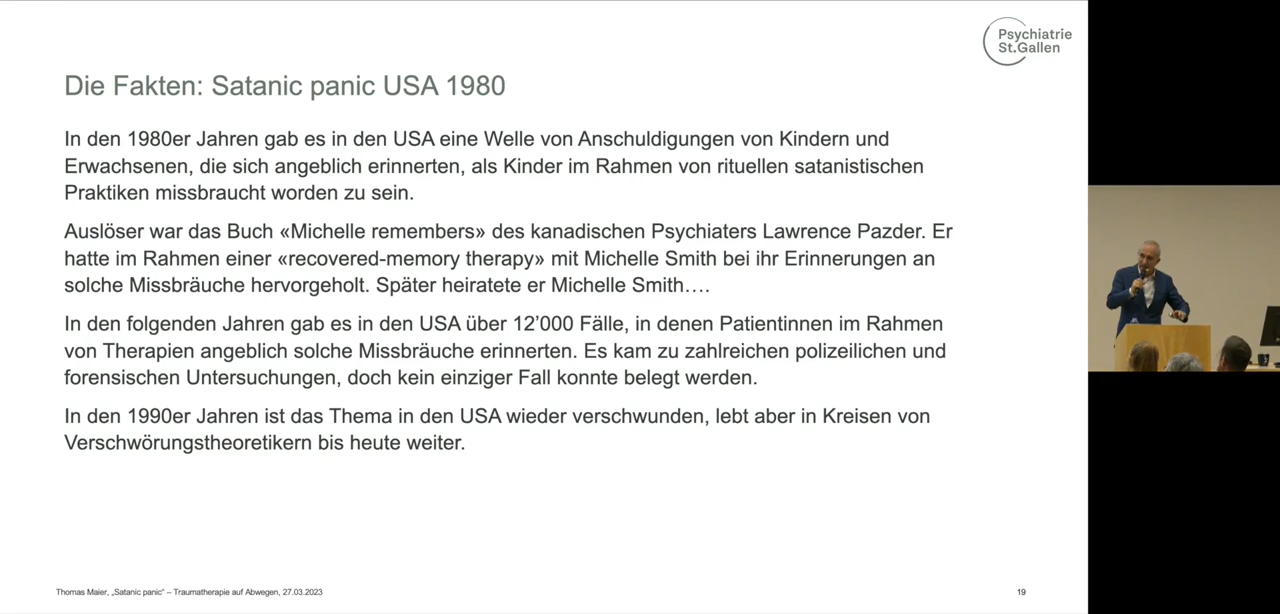 Psychiatrie
St.Gallen
Die Fakten: Satanic panic USA 1980
In den 1980er Jahren gab es in den USA eine Welle von Anschuldigungen von Kindern und
Erwachsenen, die sich angeblich erinnerten, als Kinder im Rahmen von rituellen satanistischen
Praktiken missbraucht worden zu sein.
Auslöser war das Buch «Michelle remembers» des kanadischen Psychiaters Lawrence Pazder. Er
hatte im Rahmen einer «recovered-memory therapy» mit Michelle Smith bei ihr Erinnerungen an
solche Missbräuche hervorgeholt. Später heiratete er Michelle Smith….
In den folgenden Jahren gab es in den USA über 12’000 Fälle, in denen Patientinnen im Rahmen
von Therapien angeblich solche Missbräuche erinnerten. Es kam zu zahlreichen polizeilichen und
forensischen Untersuchungen, doch kein einziger Fall konnte belegt werden.
In den 1990er Jahren ist das Thema in den USA wieder verschwunden, lebt aber in Kreisen von
Verschwörungstheoretikern bis heute weiter.
Thomas Maier, „Satanic panic“ – Traumatherapie auf Abwegen, 27.03.2023
19